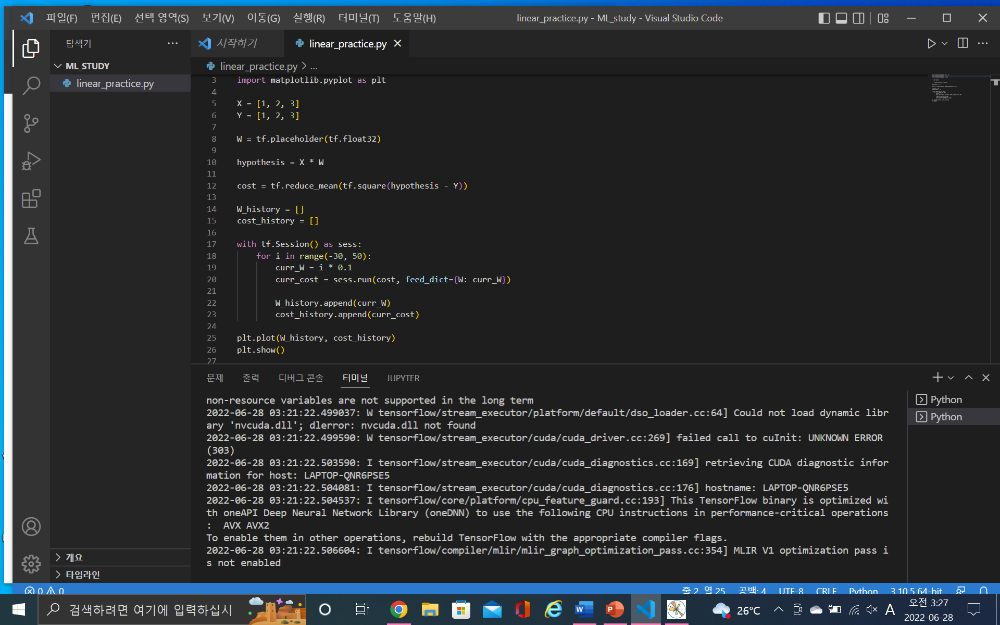 파일(F) 편집(E) 선택 영역(S) 보기(V) 이동(G) 실행(R) 터미널(T) 도움말(H)
linear_practice.py - ML_study - Visual Studio Code
탐색기
시작하기
linear_practice.py
ML_STUDY
linear_practice.py
linear_practice.py > ...
3 import matplotlib.pyplot as plt
4
5 X = [1, 2, 3]
6 Y = [1, 2, 3]
7
8 W = tf.placeholder(tf.float32)
9
10 hypothesis = X * W
11
12 cost = tf.reduce_mean(tf.square(hypothesis - Y))
13
14 W_history = []
15 cost_history = []
16
17 with tf.Session() as sess:
18     for i in range(-30, 50):
19         curr_W = i * 0.1
20         curr_cost = sess.run(cost, feed_dict={W: curr_W})
21
22         W_history.append(curr_W)
23         cost_history.append(curr_cost)
24
25 plt.plot(W_history, cost_history)
26 plt.show()
27
문제 출력 디버그 콘솔 터미널 JUPYTER
non-resource variables are not supported in the long term
2022-06-28 03:21:22.499037: W tensorflow/stream_executor/platform/default/dso_loader.cc:64] Could not load dynamic libr
ary 'nvcuda.dll'; dlerror: nvcuda.dll not found
2022-06-28 03:21:22.499590: W tensorflow/stream_executor/cuda/cuda_driver.cc:269] failed call to cuInit: UNKNOWN ERROR
(303)
2022-06-28 03:21:22.503590: I tensorflow/stream_executor/cuda/cuda_diagnostics.cc:169] retrieving CUDA diagnostic infor
mation for host: LAPTOP-QNR6PSE5
2022-06-28 03:21:22.504081: I tensorflow/stream_executor/cuda/cuda_diagnostics.cc:176] hostname: LAPTOP-QNR6PSE5
2022-06-28 03:21:22.504537: I tensorflow/core/platform/cpu_feature_guard.cc:193] This TensorFlow binary is optimized wi
th oneAPI Deep Neural Network Library (oneDNN) to use the following CPU instructions in performance-critical operations
:  AVX AVX2
To enable them in other operations, rebuild TensorFlow with the appropriate compiler flags.
2022-06-28 03:21:22.506604: I tensorflow/compiler/mlir/mlir_graph_optimization_pass.cc:354] MLIR V1 optimization pass i
s not enabled
Python
Python
개요
타임라인
0 0
줄 2, 열 25 공백: 4 UTF-8 CRLF Python 3.10.5 64-bit
검색하려면 여기에 입력하십시
26°C
A
오전 3:27
2022-06-28